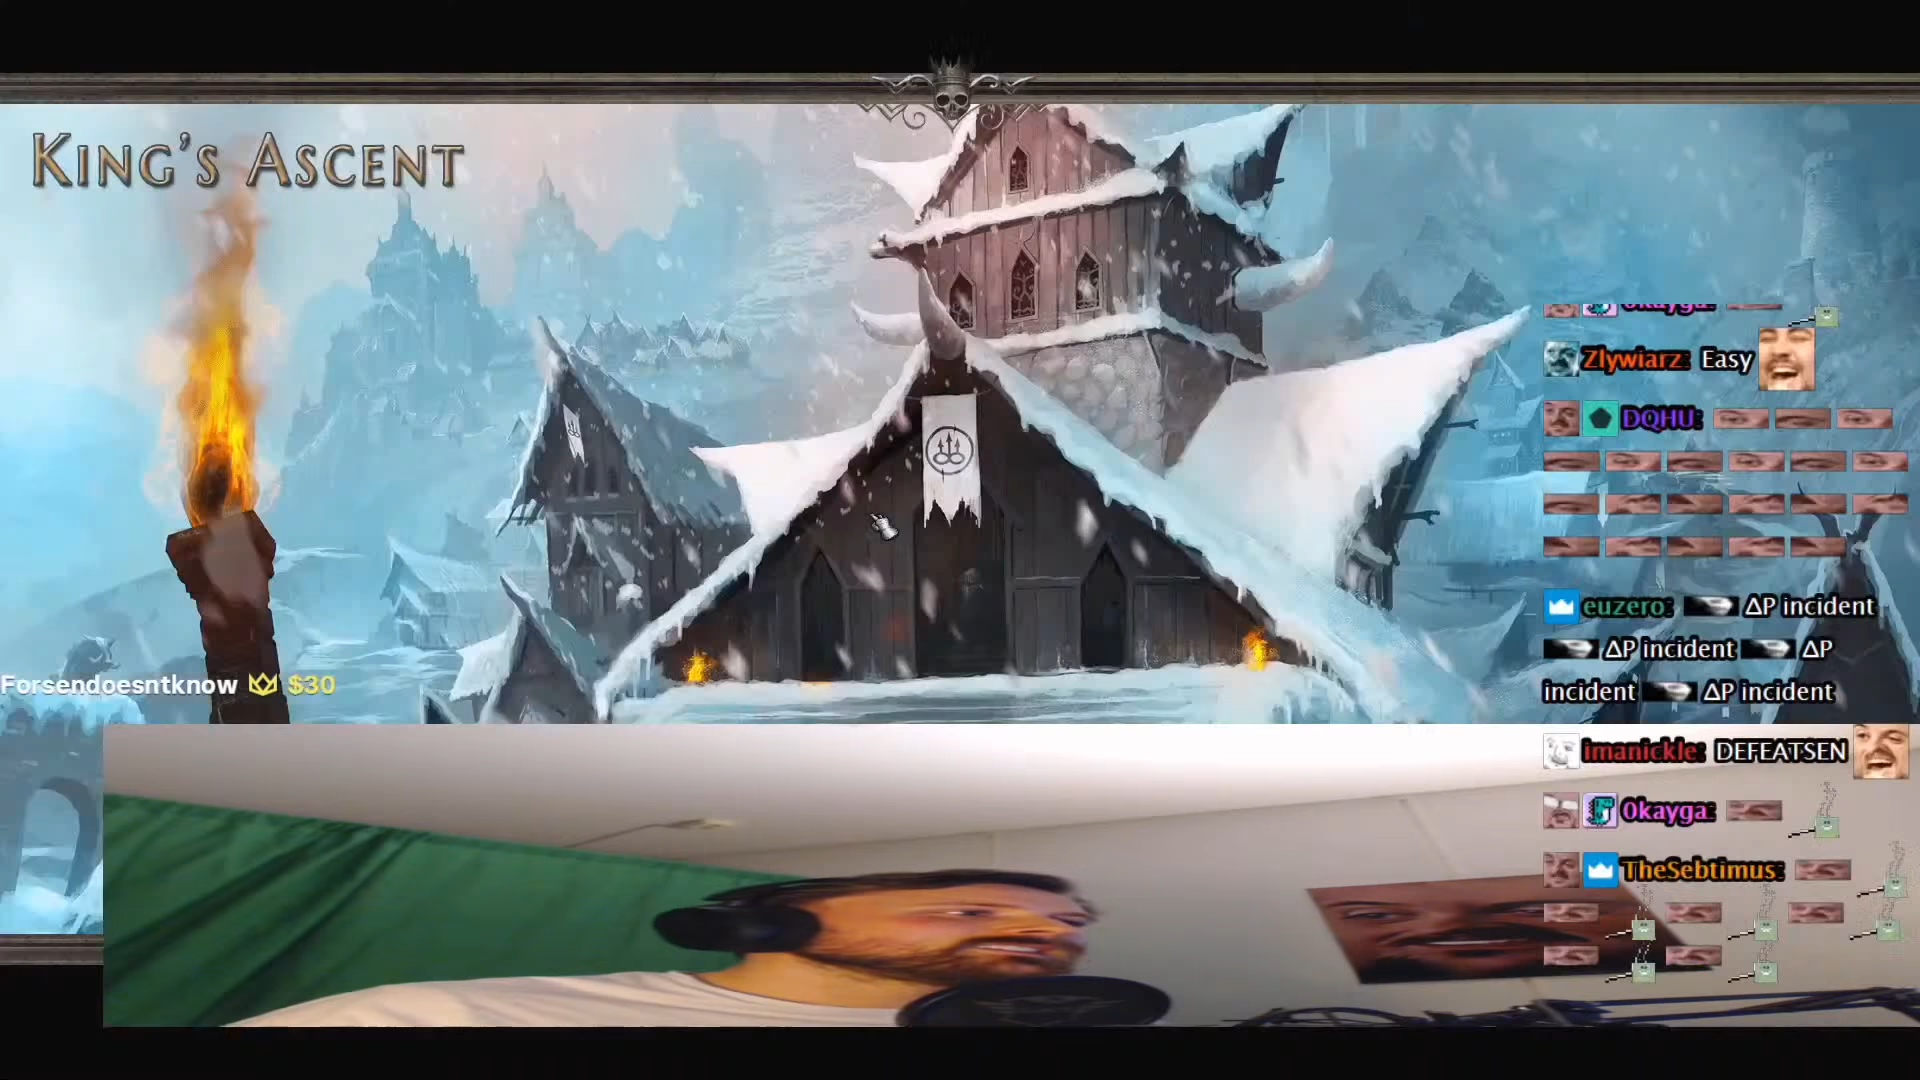 KING'S ASCENT
Okayga:
Zlywiarz: Easy
DQHU:
euzero: ΔP incident
ΔP incident ΔP
incident ΔP incident
Forsendoesntknow $30
imanickle: DEFEATSEN
Okayga:
TheSebtimus: